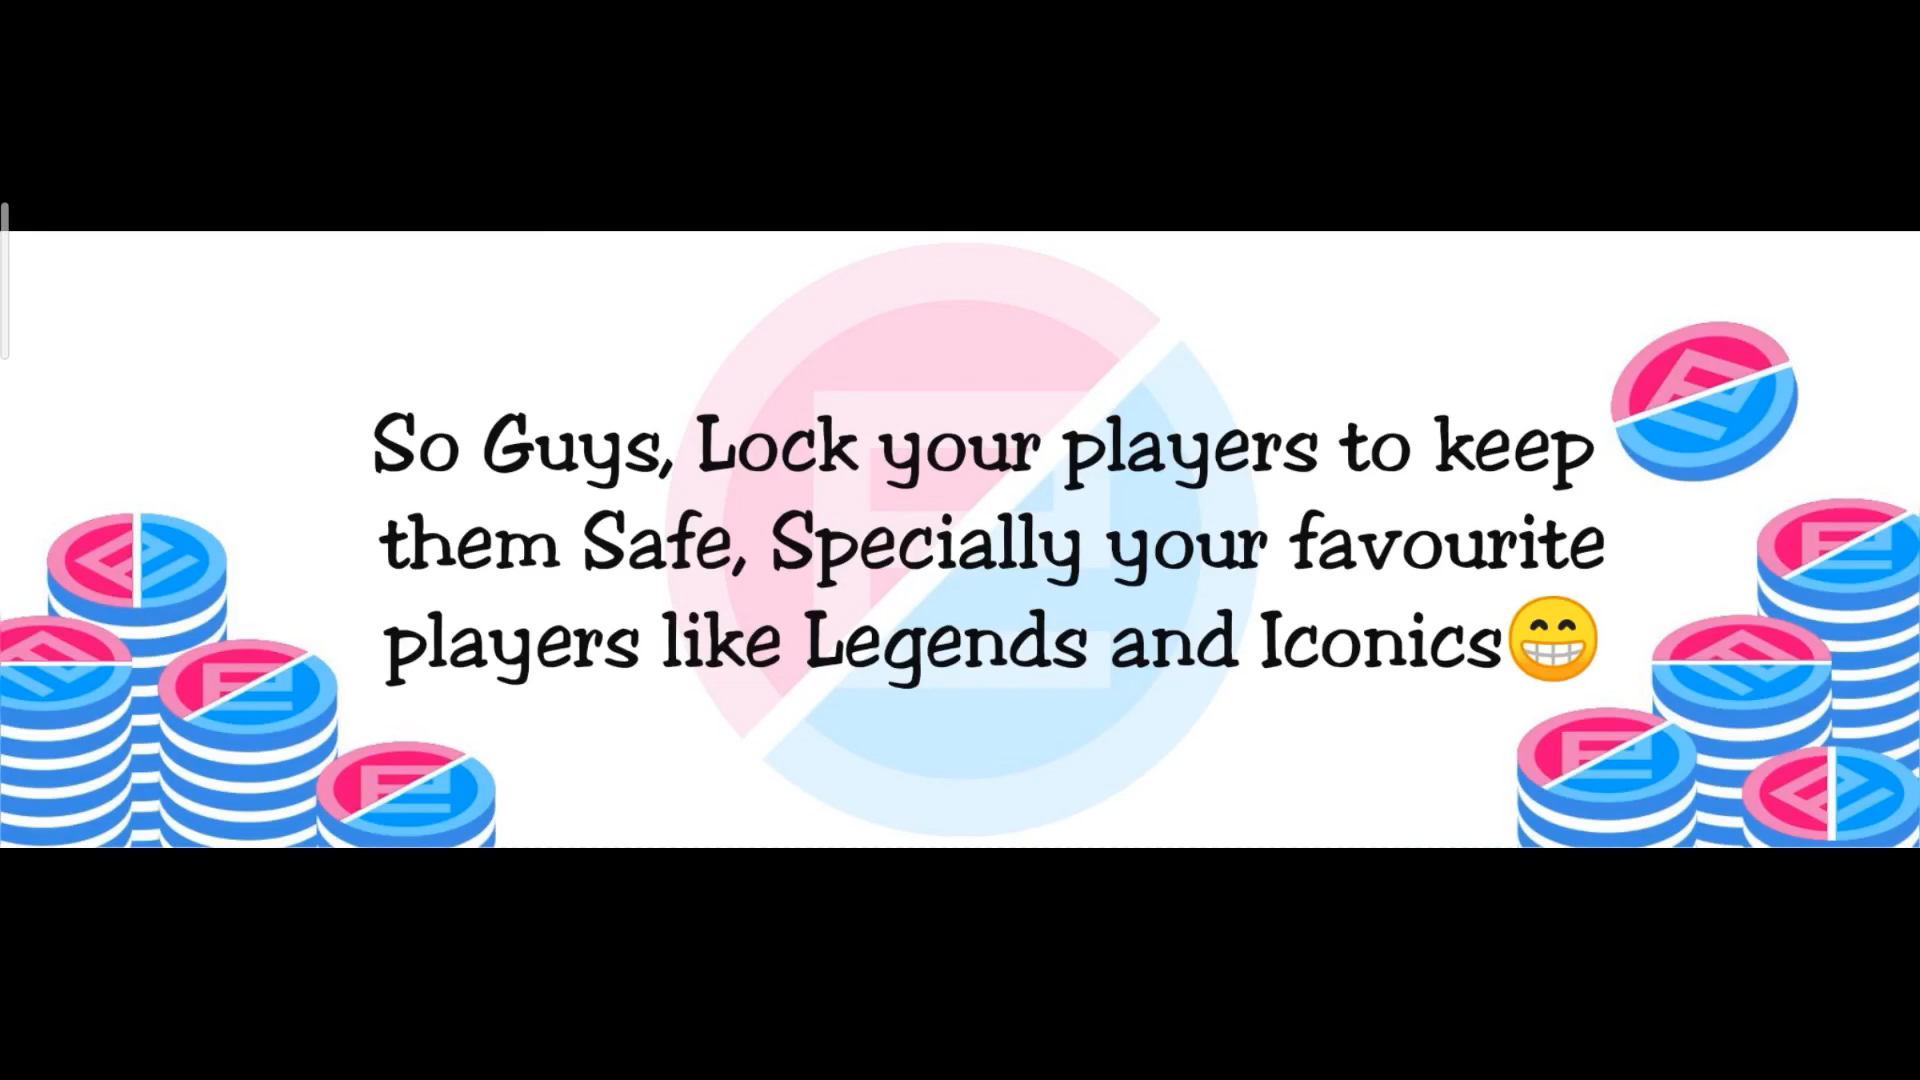 So Guys, Lock your players to keep
them Safe, Specially your favourite
players like Legends and Iconics😁